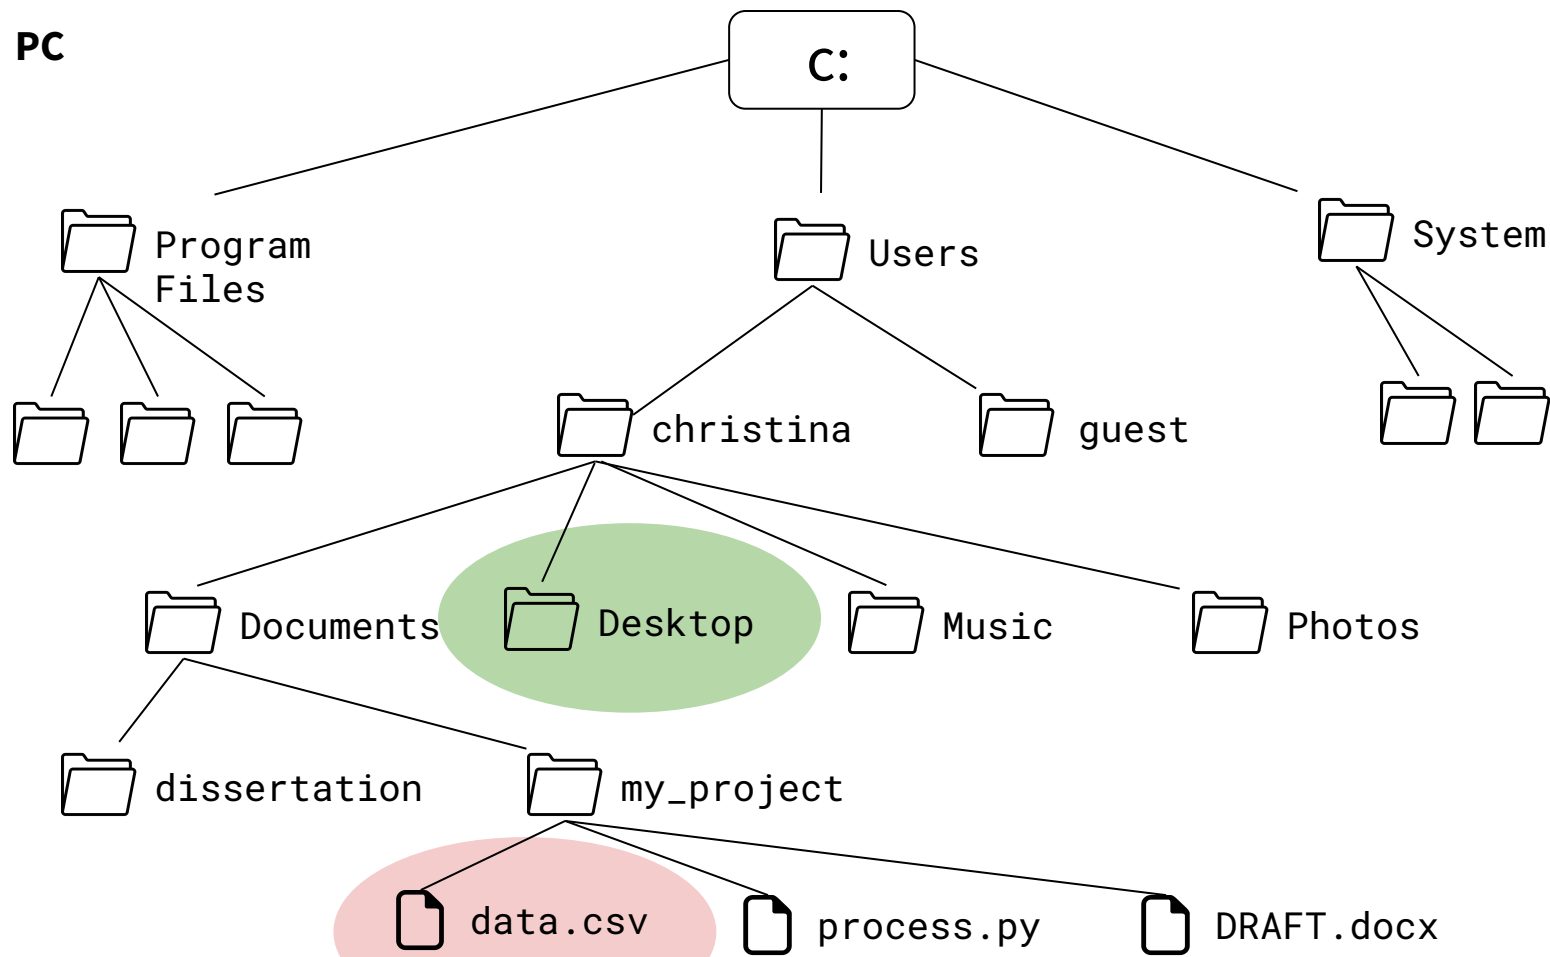 PC
C:
Program
Files
Users
System
christina
guest
Documents
Desktop
Music
Photos
dissertation
my_project
data.csv
process.py
DRAFT.docx